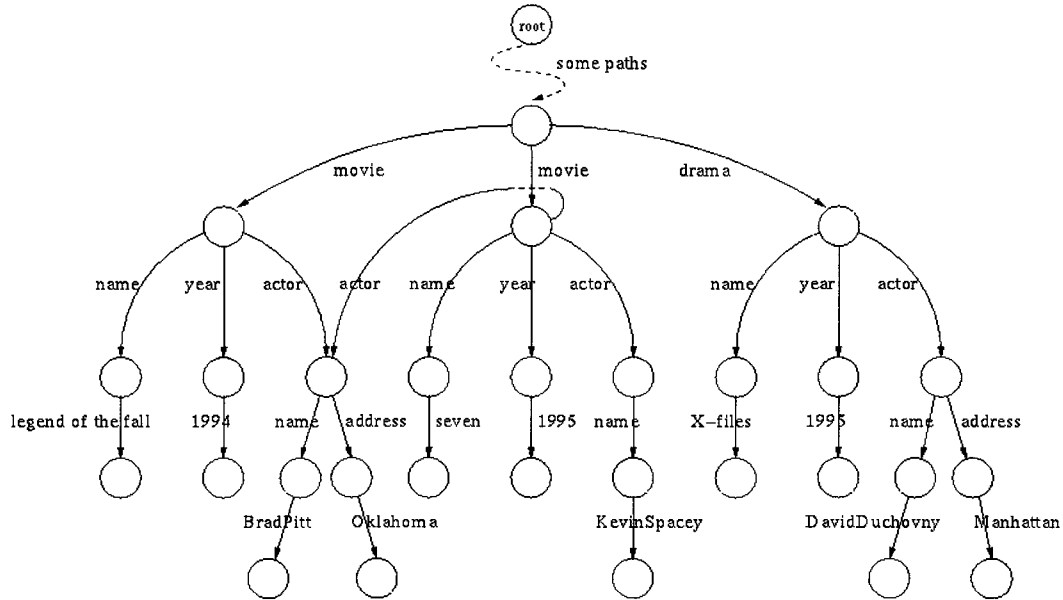 root
some paths
movie
movie
drama
name
year
actor
actor
name
year
actor
name
year
actor
legend of the fall
1994
name
address
seven
1995
name
X-files
1995
name
address
BradPitt
Oklahoma
KevinSpacey
DavidDuchovny
Manhattan